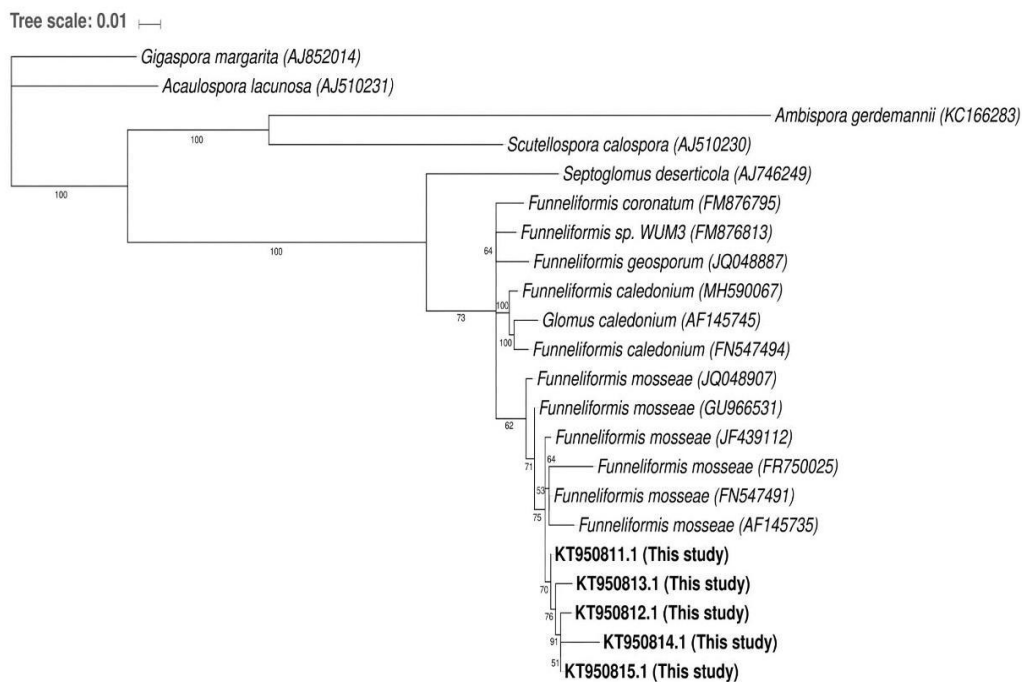 Tree scale: 0.01
Gigaspora margarita (AJ852014)
Acaulospora lacunosa (AJ510231)
Ambispora gerdemannii (KC166283)
100
Scutellospora calospora (AJ510230)
Septoglomus deserticola (AJ746249)
100
Funneliformis coronatum (FM876795)
Funneliformis sp. WUM3 (FM876813)
100
64
Funneliformis geosporum (JQ048887)
Funneliformis caledonium (MH590067)
100
73
Glomus caledonium (AF145745)
100
Funneliformis caledonium (FN547494)
Funneliformis mosseae (JQ048907)
Funneliformis mosseae (GU966531)
62
Funneliformis mosseae (JF439112)
64
71
Funneliformis mosseae (FR750025)
53
Funneliformis mosseae (FN547491)
75
Funneliformis mosseae (AF145735)
KT950811.1 (This study)
KT950813.1 (This study)
70
KT950812.1 (This study)
76
KT950814.1 (This study)
91
51
KT950815.1 (This study)